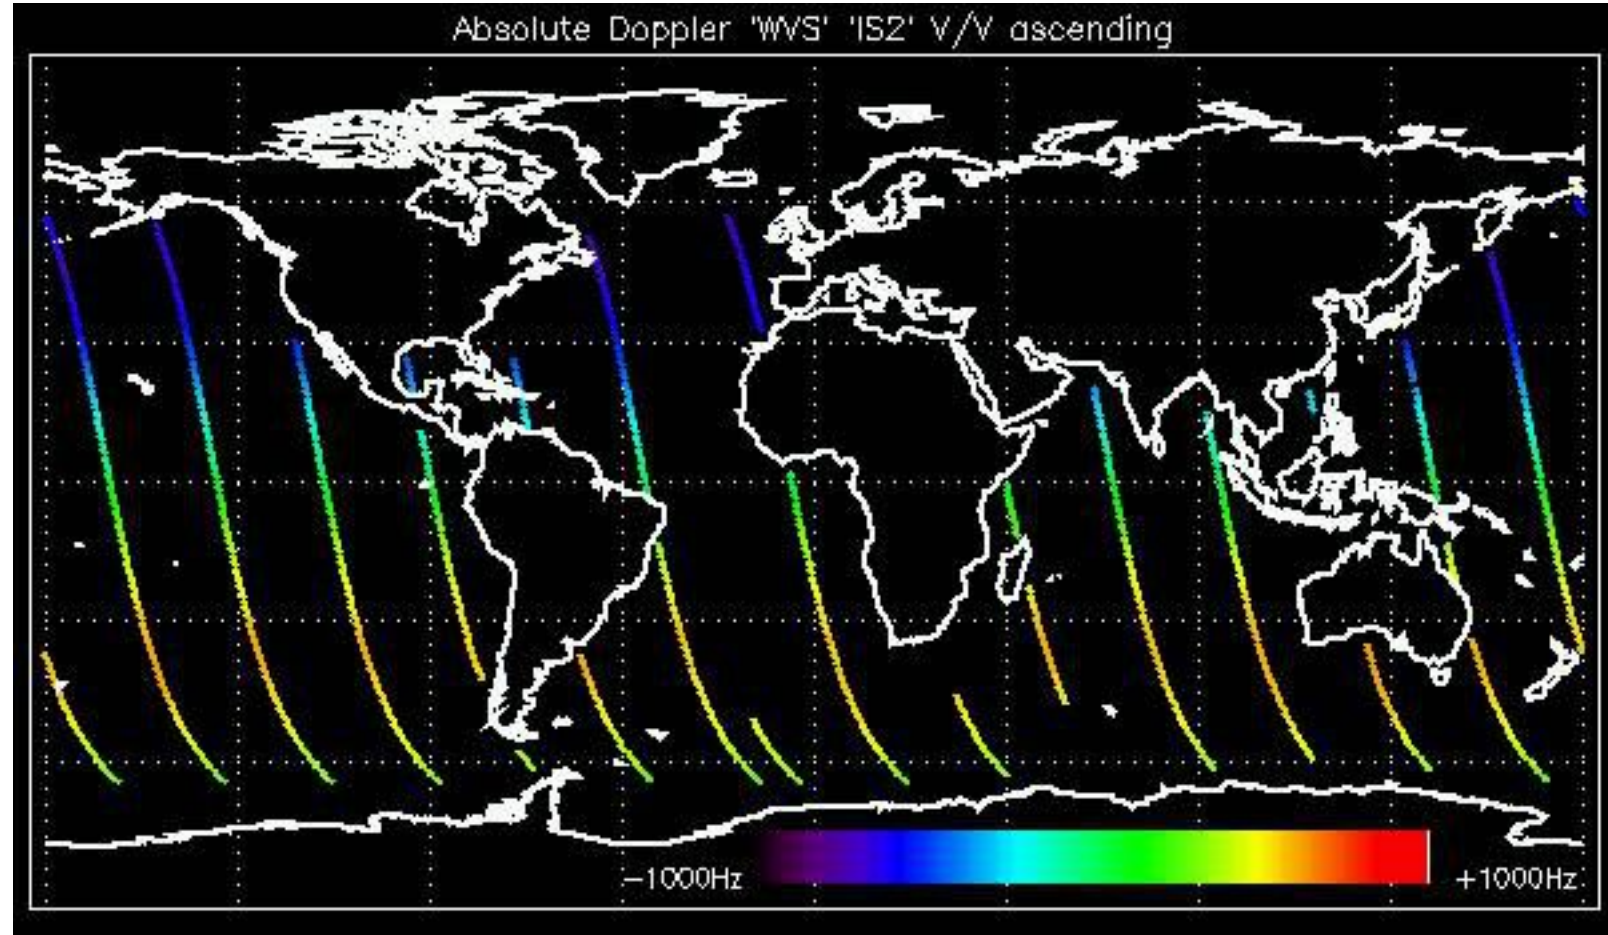 Absolute Doppler 'WVS' 'IS2' V/V ascending
-1000Hz +1000Hz